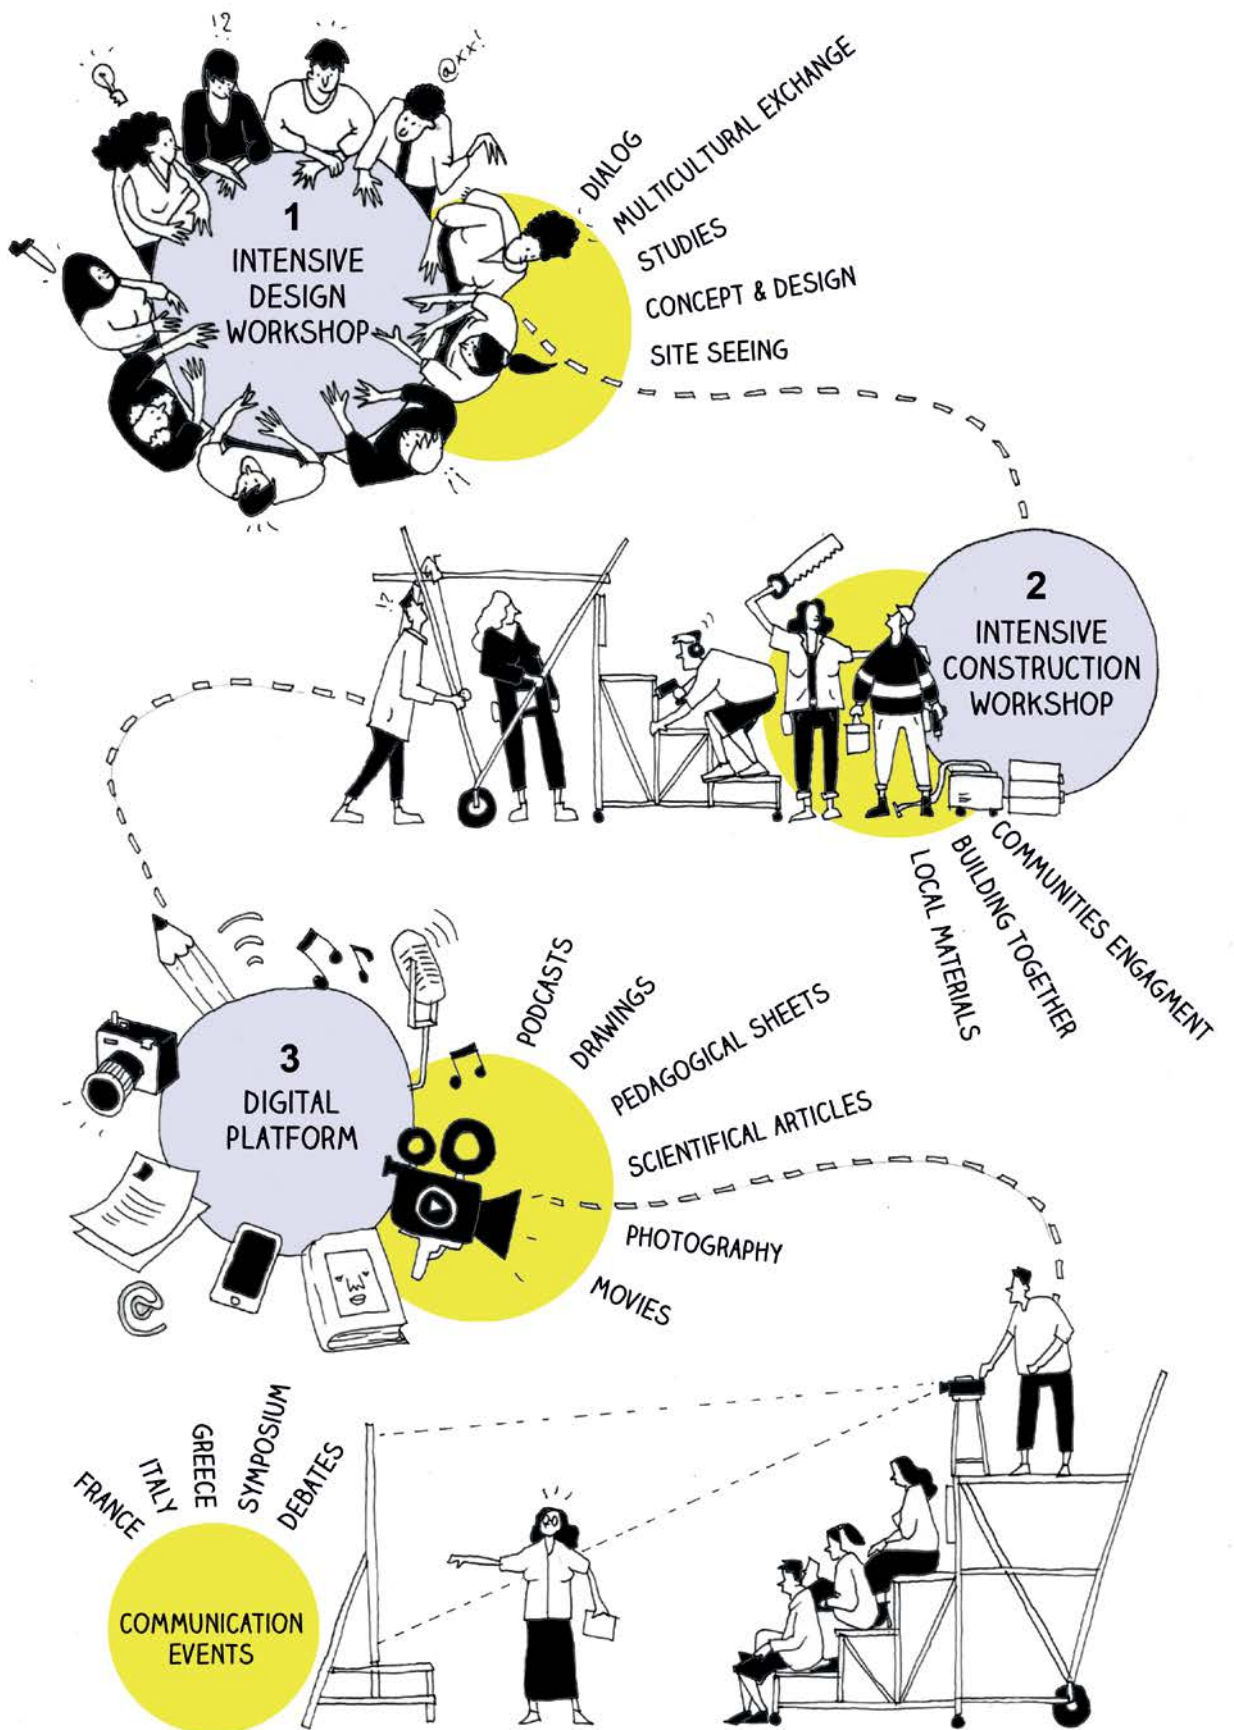 !?
@xx!
1
INTENSIVE
DESIGN
WORKSHOP
DIALOG
MULTICULTURAL EXCHANGE
STUDIES
CONCEPT & DESIGN
SITE SEEING
!?
2
INTENSIVE
CONSTRUCTION
WORKSHOP
LOCAL MATERIALS
BUILDING TOGETHER
COMMUNITIES ENGAGMENT
3
DIGITAL
PLATFORM
PODCASTS
DRAWINGS
PEDAGOGICAL SHEETS
SCIENTIFICAL ARTICLES
PHOTOGRAPHY
MOVIES
@
FRANCE
ITALY
GREECE
SYMPOSIUM
DEBATES
COMMUNICATION
EVENTS